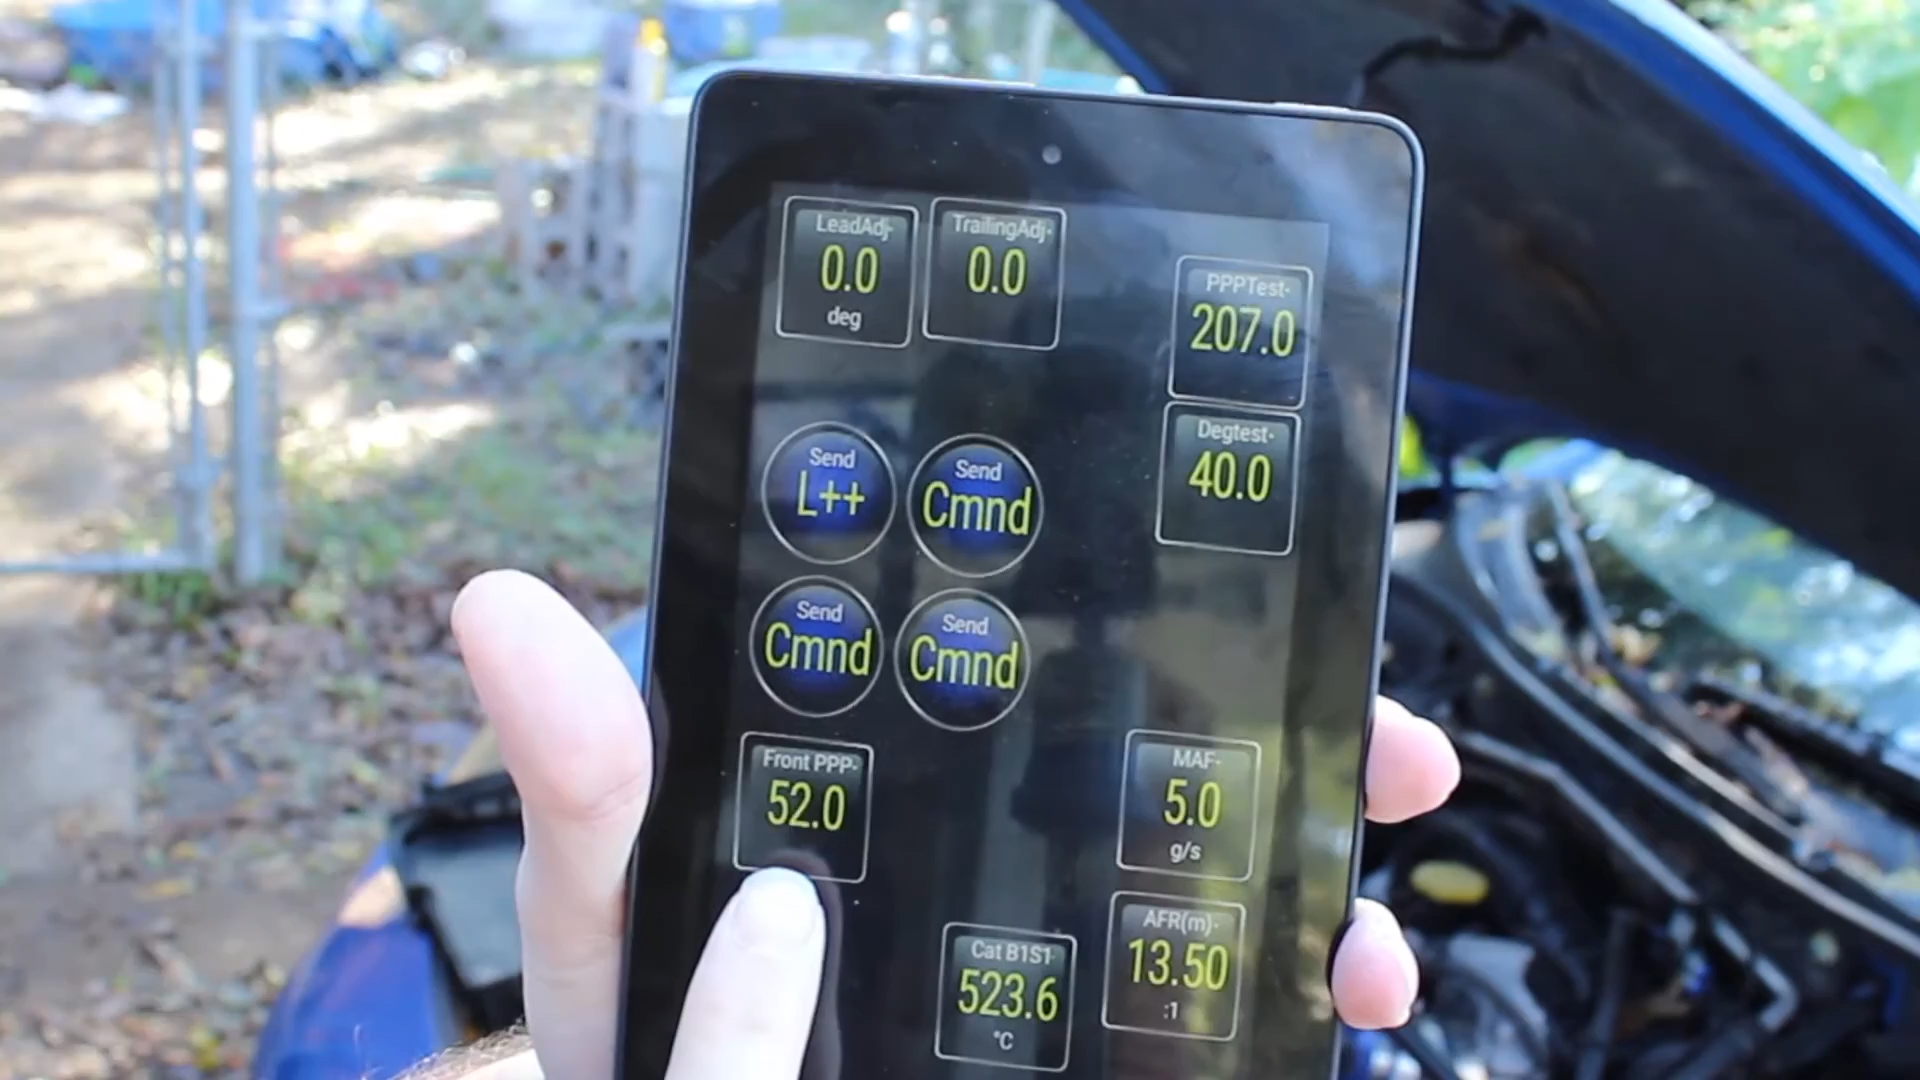 LeadAdj-
0.0
deg
TrailingAdj-
0.0
PPPTest-
207.0
Degtest-
40.0
Send
L++
Send
Cmnd
Send
Cmnd
Send
Cmnd
Front PPP-
52.0
MAF-
5.0
g/s
Cat B1S1-
523.6
°C
AFR(m)-
13.50
:1